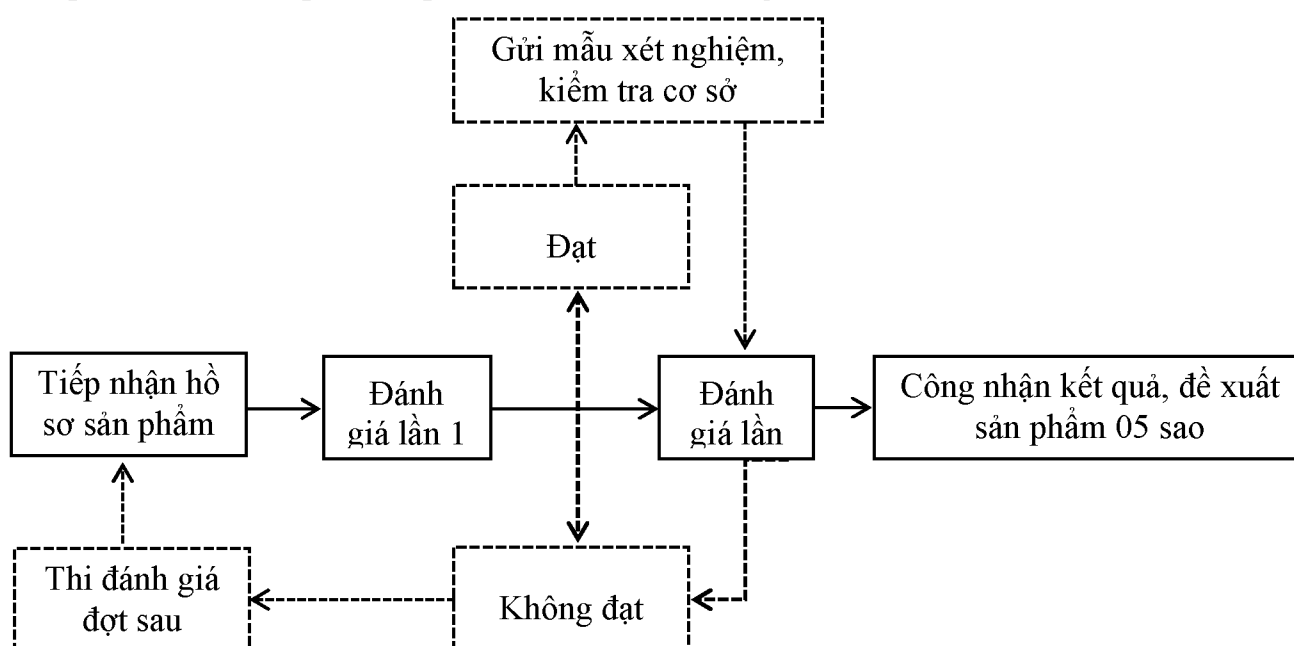 Gửi mẫu xét nghiệm,
kiểm tra cơ sở
Đạt
Tiếp nhận hồ
sơ sản phẩm
Đánh
giá lần 1
Đánh
giá lần
Công nhận kết quả, đề xuất
sản phẩm 05 sao
Thi đánh giá
đợt sau
Không đạt